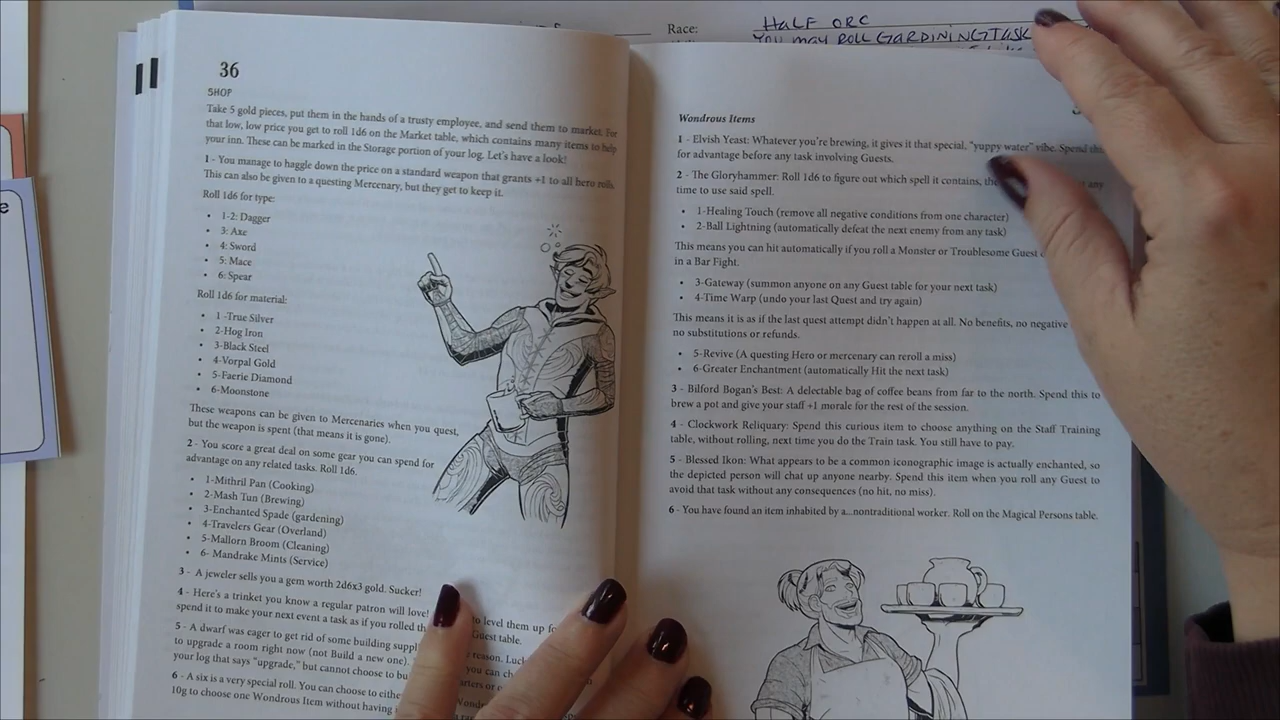 Race: HALF ORC
YOU MAY ROLL GARDININGTASK
36
SHOP
Take 5 gold pieces, put them in the hands of a trusty employee, and send them to market. For
that low, low price you get to roll 1d6 on the Market table, which contains many items to help
your inn. These can be marked in the Storage portion of your log. Let's have a look!
1 - You manage to haggle down the price on a standard weapon that grants +1 to all hero rolls.
This can also be given to a questing Mercenary, but they get to keep it.
Roll 1d6 for type:
• 1-2: Dagger
• 3: Axe
• 4: Sword
• 5: Mace
• 6: Spear
Roll 1d6 for material:
• 1 -True Silver
• 2-Hog Iron
• 3-Black Steel
• 4-Vorpal Gold
• 5-Faerie Diamond
• 6-Moonstone
These weapons can be given to Mercenaries when you quest,
but the weapon is spent (that means it is gone).
2 - You score a great deal on some gear you can spend for
advantage on any related tasks. Roll 1d6.
• 1-Mithril Pan (Cooking)
• 2-Mash Tun (Brewing)
• 3-Enchanted Spade (gardening)
• 4-Travelers Gear (Overland)
• 5-Mallorn Broom (Cleaning)
• 6- Mandrake Mints (Service)
3 - A jeweler sells you a gem worth 2d6x3 gold. Sucker!
4 - Here's a trinket you know a regular patron will love! to level them up
spend it to make your next event a task as if you rolled Guest table.
5 - A dwarf was eager to get rid of some building reason.
to upgrade a room right now (not Build a new one). you can
your log that says "upgrade," but cannot choose to
6 - A six is a very special roll. You can choose to
10g to choose one Wondrous Item without having
Wondrous Items
1 - Elvish Yeast: Whatever you're brewing, it gives it that special, "yuppy water" vibe. Spend
for advantage before any task involving Guests.
2 - The Gloryhammer: Roll 1d6 to figure out which spell it contains, any
time to use said spell.
• 1-Healing Touch (remove all negative conditions from one character)
• 2-Ball Lightning (automatically defeat the next enemy from any task)
This means you can hit automatically if you roll a Monster or Troublesome Guest
in a Bar Fight.
• 3-Gateway (summon anyone on any Guest table for your next task)
• 4-Time Warp (undo your last Quest and try again)
This means it is as if the last quest attempt didn't happen at all. No benefits, no negative
no substitutions or refunds.
• 5-Revive (A questing Hero or mercenary can reroll a miss)
• 6-Greater Enchantment (automatically Hit the next task)
3 - Bilford Bogan's Best: A delectable bag of coffee beans from far to the north. Spend this to
brew a pot and give your staff +1 morale for the rest of the session.
4 - Clockwork Reliquary: Spend this curious item to choose anything on the Staff Training
table, without rolling, next time you do the Train task. You still have to pay.
5 - Blessed Ikon: What appears to be a common iconographic image is actually enchanted, so
the depicted person will chat up anyone nearby. Spend this item when you roll any Guest to
avoid that task without any consequences (no hit, no miss).
6 - You have found an item inhabited by a...nontraditional worker. Roll on the Magical Persons table.